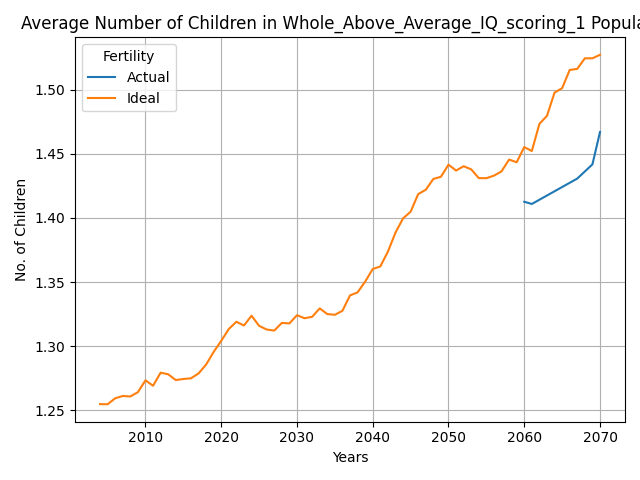 Average Number of Children in Whole_Above_Average_IQ_scoring_1 Popula
Fertility
Actual
Ideal
No. of Children
1.50
1.45
1.40
1.35
1.30
1.25
2010 2020 2030 2040 2050 2060 2070
Years